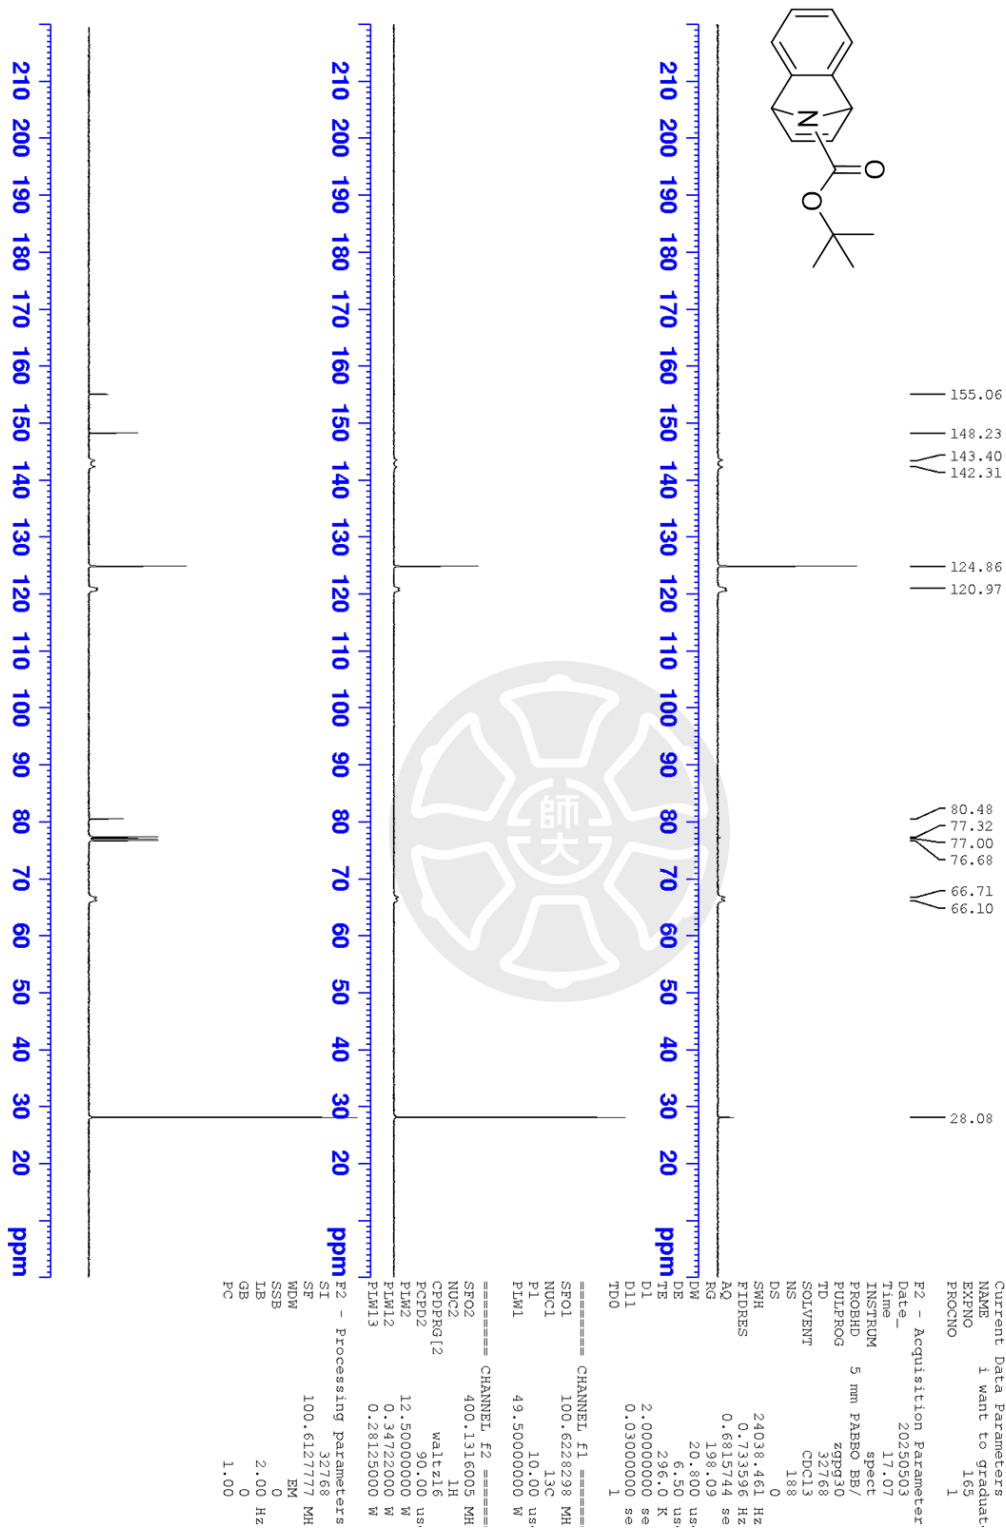 Current Data Parameters
NAME i want to graduate
EXPNO 165
PROCNO 1
F2 - Acquisition Parameter
Date_ 20250503
Time 17.07
INSTRUM spect
PROBHD 5 mm PABBO BB/
PULPROG zgpg30
TD 32768
SOLVENT CDCl3
NS 188
DS 0
SWH 24038.461 Hz
FIDRES 0.733596 Hz
AQ 0.6815744 se
RG 198.09
DW 20.800 us
DE 6.50 us
TE 296.0 K
D1 2.00000000 se
D11 0.03000000 se
TD0 1
======== CHANNEL f1 ========
SFO1 100.6228298 MH
NUC1 13C
P1 10.00 us
PLW1 49.50000000 W
======== CHANNEL f2 ========
SFO2 400.1316005 MH
NUC2 1H
CPDPRG[2 waltz16
PCPD2 90.00 us
PLW2 12.50000000 W
PLW12 0.34722000 W
PLW13 0.28125000 W
F2 - Processing parameters
SI 32768
SF 100.6127777 MH
WDW EM
SSB 0
LB 2.00 Hz
GB 0
PC 1.00
155.06
148.23
143.40
142.31
124.86
120.97
80.48
77.32
77.00
76.68
66.71
66.10
28.08
N
O
O
210 200 190 180 170 160 150 140 130 120 110 100 90 80 70 60 50 40 30 20 ppm
師大
210 200 190 180 170 160 150 140 130 120 110 100 90 80 70 60 50 40 30 20 ppm
210 200 190 180 170 160 150 140 130 120 110 100 90 80 70 60 50 40 30 20 ppm